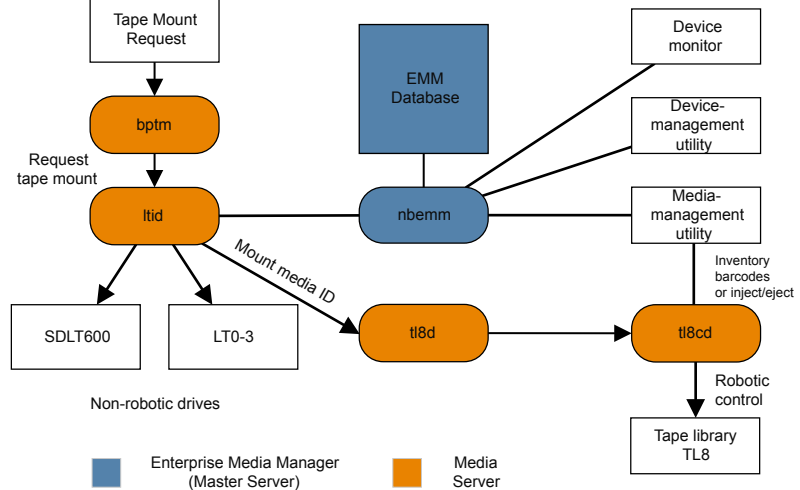 Tape Mount
Request
bptm
Request
tape mount
ltid
EMM
Database
nbemm
Device
monitor
Device-
management
utility
Media-
management
utility
Mount media ID
Inventory
barcodes
or inject/eject
SDLT600
LT0-3
tl8d
tl8cd
Non-robotic drives
Robotic
control
Tape library
TL8
Enterprise Media Manager
(Master Server)
Media
Server